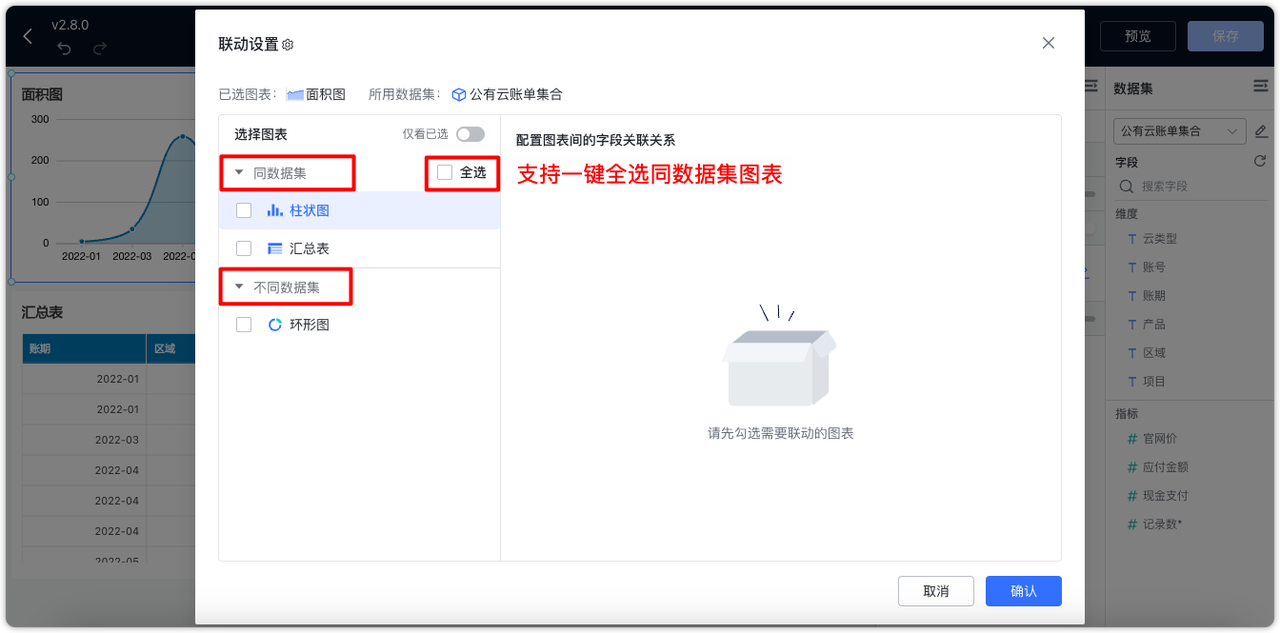 v2.8.0
预览
保存
联动设置
已选图表: 面积图 所用数据集: 公有云账单集合
选择图表
仅看已选
同数据集
全选
柱状图
汇总表
不同数据集
环形图
配置图表间的字段关联关系
支持一键全选同数据集图表
请先勾选需要联动的图表
取消
确认
面积图
300
200
100
0
2022-01 2022-03 2022-0
汇总表
账期 区域
2022-01
2022-01
2022-03
2022-04
2022-04
2022-04
2022-05
数据集
公有云账单集合
字段
搜索字段
维度
T 云类型
T 账号
T 账期
T 产品
T 区域
T 项目
指标
# 官网价
# 应付金额
# 现金支付
# 记录数*